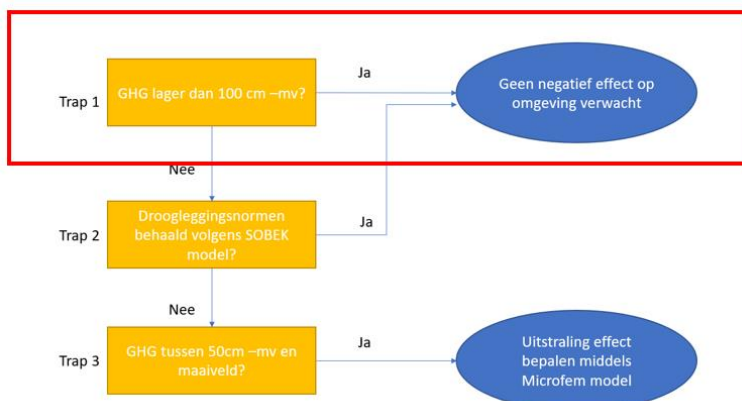 Trap 1
GHG lager dan 100 cm –mv?
Ja
Geen negatief effect op
omgeving verwacht
Nee
Trap 2
Droogleggingsnormen
behaald volgens SOBEK
model?
Ja
Nee
Trap 3
GHG tussen 50cm –mv en
maaiveld?
Ja
Uitstraling effect
bepalen middels
Microfem model